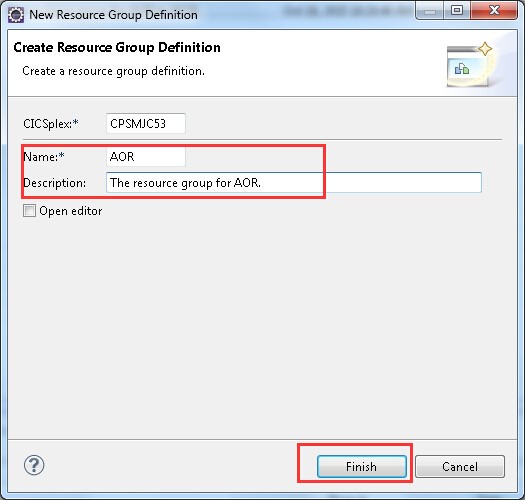 New Resource Group Definition
Create Resource Group Definition
Create a resource group definition.
CICSplex:* CPSMJC53
Name:* AOR
Description: The resource group for AOR.
Open editor
?
Finish Cancel